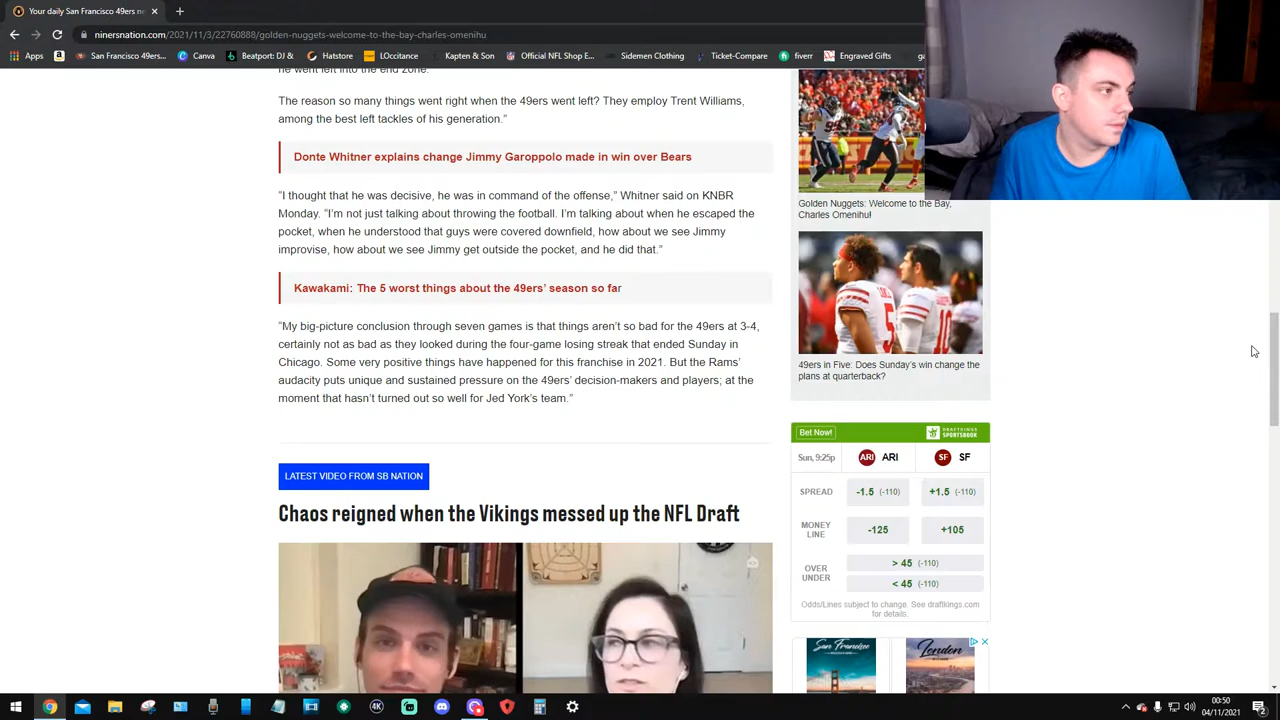 Your daily San Francisco 49ers ne
ninersnation.com/2021/11/3/22760888/golden-nuggets-welcome-to-the-bay-charles-omenihu
Apps
San Francisco 49ers...
Canva
Beatport: DJ &...
Hatstore
LOccitance
Kapten & Son
Official NFL Shop E...
Sidemen Clothing
Ticket-Compare
fiverr
Engraved Gifts
he went left into the end zone.
The reason so many things went right when the 49ers went left? They employ Trent Williams,
among the best left tackles of his generation.”
Donte Whitner explains change Jimmy Garoppolo made in win over Bears
“I thought that he was decisive, he was in command of the offense,” Whitner said on KNBR
Monday. “I’m not just talking about throwing the football. I’m talking about when he escaped the
pocket, when he understood that guys were covered downfield, how about we see Jimmy
improvise, how about we see Jimmy get outside the pocket, and he did that.”
Kawakami: The 5 worst things about the 49ers’ season so far
“My big-picture conclusion through seven games is that things aren’t so bad for the 49ers at 3-4,
certainly not as bad as they looked during the four-game losing streak that ended Sunday in
Chicago. Some very positive things have happened for this franchise in 2021. But the Rams’
audacity puts unique and sustained pressure on the 49ers’ decision-makers and players; at the
moment that hasn’t turned out so well for Jed York’s team.”
LATEST VIDEO FROM SB NATION
Chaos reigned when the Vikings messed up the NFL Draft
Golden Nuggets: Welcome to the Bay,
Charles Omenihu!
49ers in Five: Does Sunday’s win change the
plans at quarterback?
Bet Now!
DRAFTKINGS
SPORTSBOOK
Sun, 9:25p
ARI ARI
SF SF
SPREAD
-1.5 (-110)
+1.5 (-110)
MONEY
LINE
-125
+105
OVER
UNDER
> 45 (-110)
< 45 (-110)
Odds/Lines subject to change. See draftkings.com
for details.
San Francisco
London
4K
00:50
04/11/2021
2